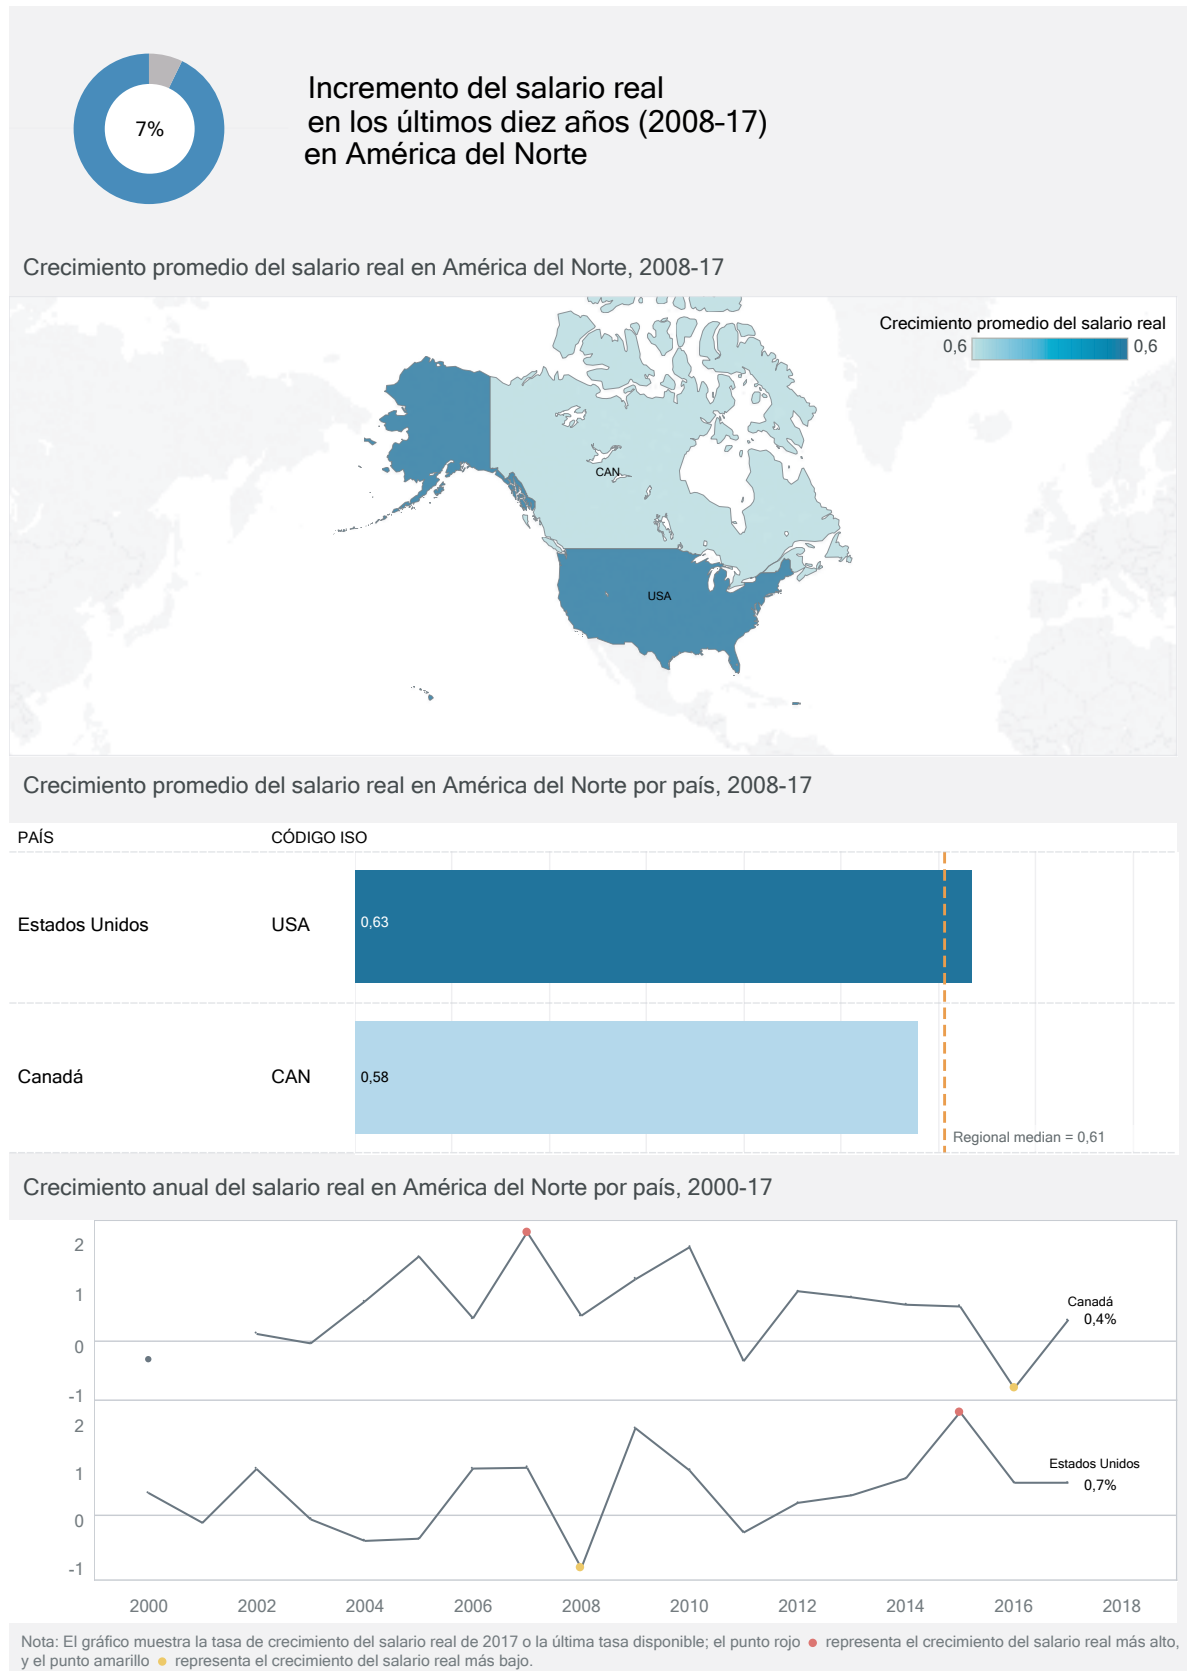 7%
Incremento del salario real
en los últimos diez años (2008-17)
en América del Norte
Crecimiento promedio del salario real en América del Norte, 2008-17
Crecimiento promedio del salario real
0,6 0,6
CAN
USA
Crecimiento promedio del salario real en América del Norte por país, 2008-17
PAÍS CÓDIGO ISO
Estados Unidos USA 0,63
Canadá CAN 0,58
Regional median = 0,61
Crecimiento anual del salario real en América del Norte por país, 2000-17
2
1
0
-1
Canadá
0,4%
2
1
0
-1
Estados Unidos
0,7%
2000 2002 2004 2006 2008 2010 2012 2014 2016 2018
Nota: El gráfico muestra la tasa de crecimiento del salario real de 2017 o la última tasa disponible; el punto rojo ● representa el crecimiento del salario real más alto,
y el punto amarillo ● representa el crecimiento del salario real más bajo.